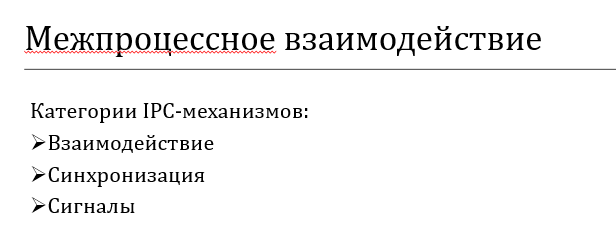 Межпроцессное взаимодействие
Категории IPC-механизмов:
➢Взаимодействие
➢Синхронизация
➢Сигналы